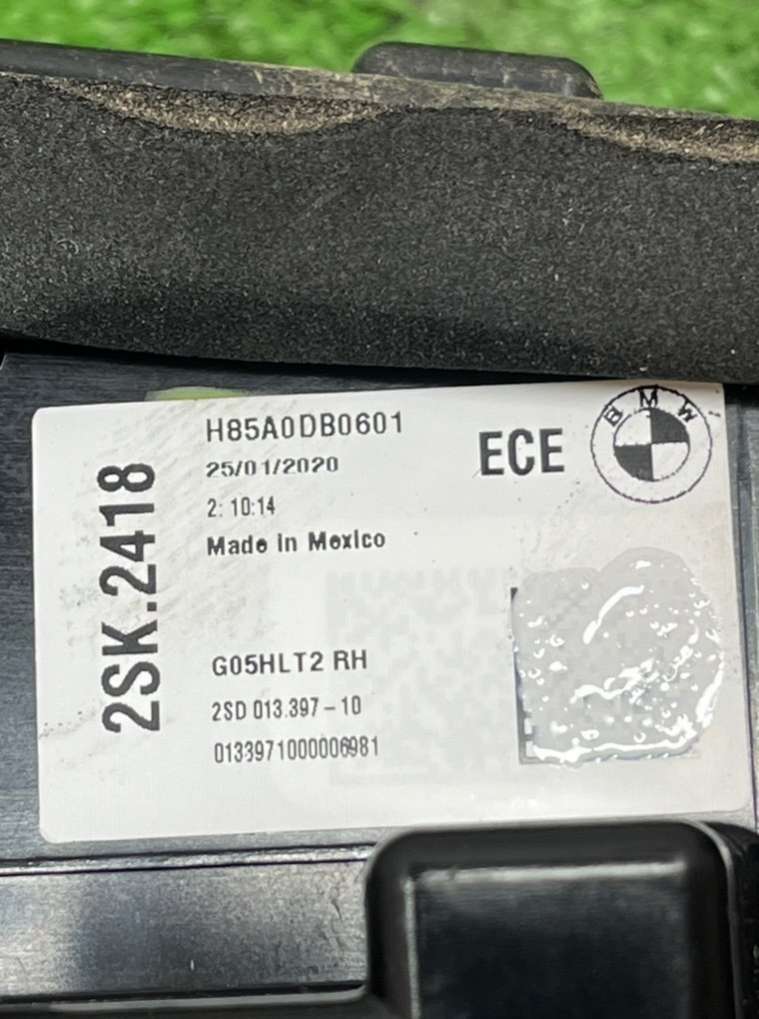 H85A0DB0601
25/01/2020
2: 10:14
Made in Mexico
ECE
BMW
2SK.2418
G05HLT2 RH
2SD 013.397-10
0133971000006981